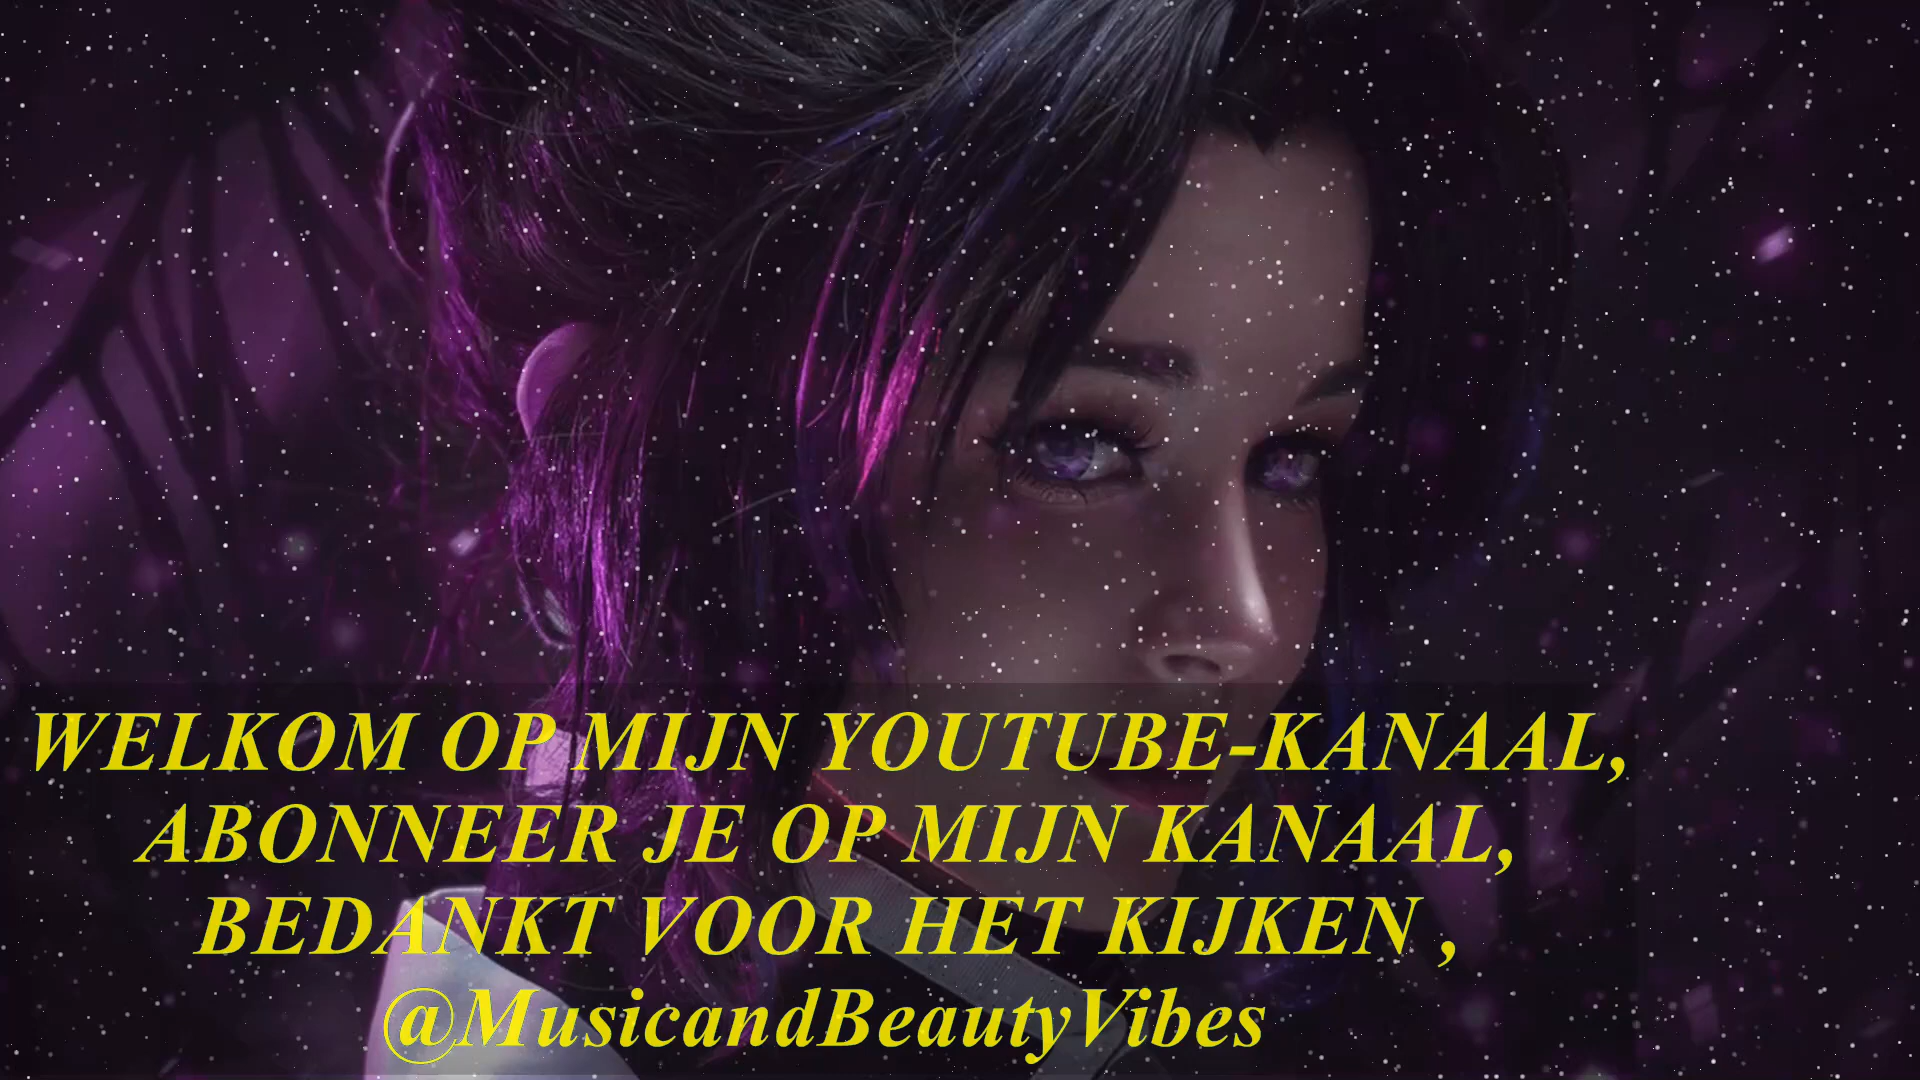 WELKOM OP MIJN YOUTUBE-KANAAL,
ABONNEER JE OP MIJN KANAAL,
BEDANKT VOOR HET KIJKEN ,
@MusicandBeautyVibes